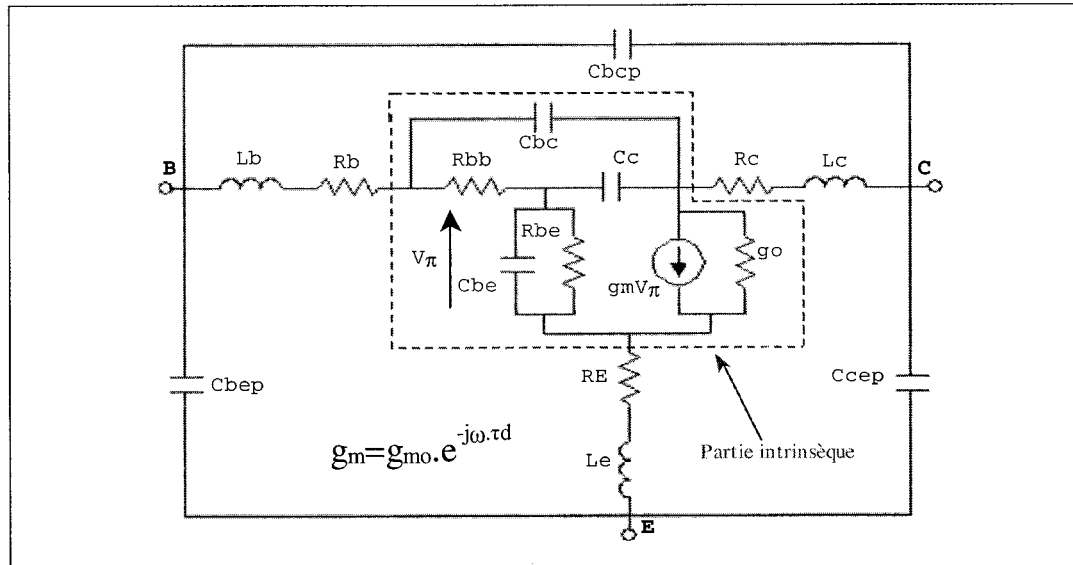 Cbcp
Cbc
B
Lb
Rb
Rbb
Cc
Rc
Lc
C
Rbe
Vπ
Cbe
gmVπ
go
Cbep
RE
Ccep
gm=gmo.e-jω.τd
Le
Partie intrinsèque
E